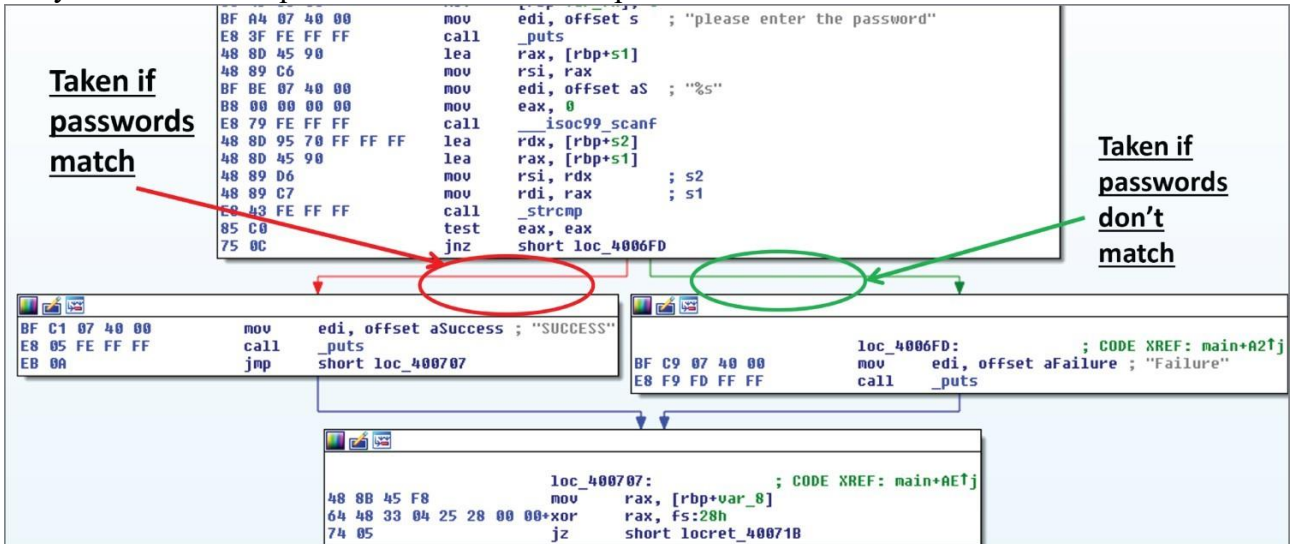 BF A4 07 40 00 mov edi, offset s ; "please enter the password"
E8 3F FE FF FF call _puts
48 8D 45 90 lea rax, [rbp+s1]
48 89 C6 mov rsi, rax
BF BE 07 40 00 mov edi, offset aS ; "%s"
B8 00 00 00 00 mov eax, 0
E8 79 FE FF FF call ___isoc99_scanf
48 8D 95 70 FF FF FF lea rdx, [rbp+s2]
48 8D 45 90 lea rax, [rbp+s1]
48 89 D6 mov rsi, rdx ; s2
48 89 C7 mov rdi, rax ; s1
E8 43 FE FF FF call _strcmp
85 C0 test eax, eax
75 0C jnz short loc_4006FD
Taken if
passwords
match
Taken if
passwords
don't
match
BF C1 07 40 00 mov edi, offset aSuccess ; "SUCCESS"
E8 05 FE FF FF call _puts
EB 0A jmp short loc_400707
loc_4006FD: ; CODE XREF: main+A2↑j
BF C9 07 40 00 mov edi, offset aFailure ; "Failure"
E8 F9 FD FF FF call _puts
loc_400707: ; CODE XREF: main+AE↑j
48 8B 45 F8 mov rax, [rbp+var_8]
64 48 33 04 25 28 00 00+xor rax, fs:28h
74 05 jz short locret_40071B